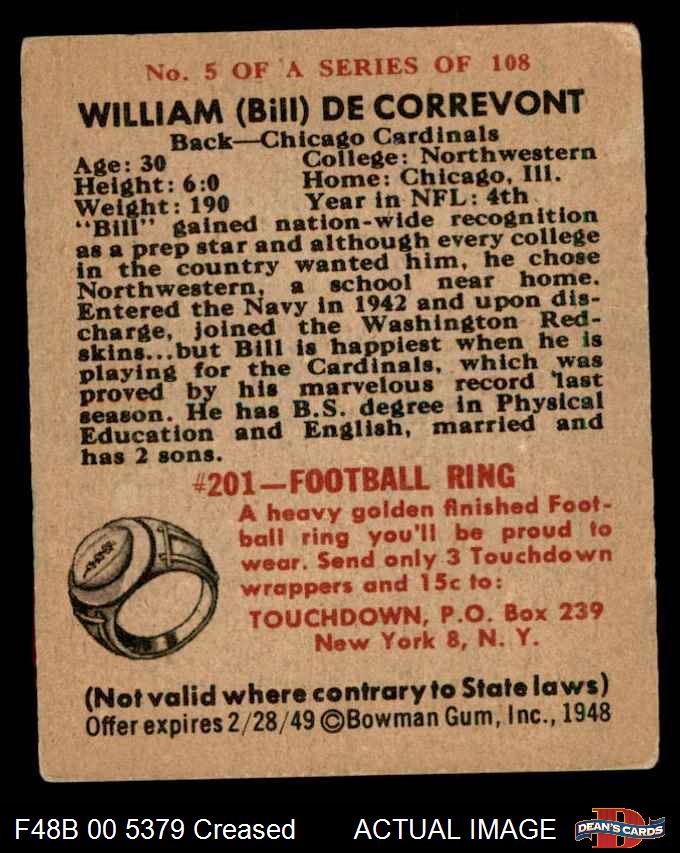 No. 5 OF A SERIES OF 108
WILLIAM (Bill) DE CORREVONT
Back—Chicago Cardinals
Age: 30 College: Northwestern
Height: 6:0 Home: Chicago, Ill.
Weight: 190 Year in NFL: 4th
"Bill" gained nation-wide recognition
as a prep star and although every college
in the country wanted him, he chose
Northwestern, a school near home.
Entered the Navy in 1942 and upon dis-
charge, joined the Washington Red-
skins...but Bill is happiest when he is
playing for the Cardinals, which was
proved by his marvelous record last
season. He has B.S. degree in Physical
Education and English, married and
has 2 sons.
#201—FOOTBALL RING
A heavy golden finished Foot-
ball ring you'll be proud to
wear. Send only 3 Touchdown
wrappers and 15c to:
TOUCHDOWN, P.O. Box 239
New York 8, N. Y.
(Not valid where contrary to State laws)
Offer expires 2/28/49 ©Bowman Gum, Inc., 1948
F48B 00 5379 Creased ACTUAL IMAGE
D
DEAN'S CARDS